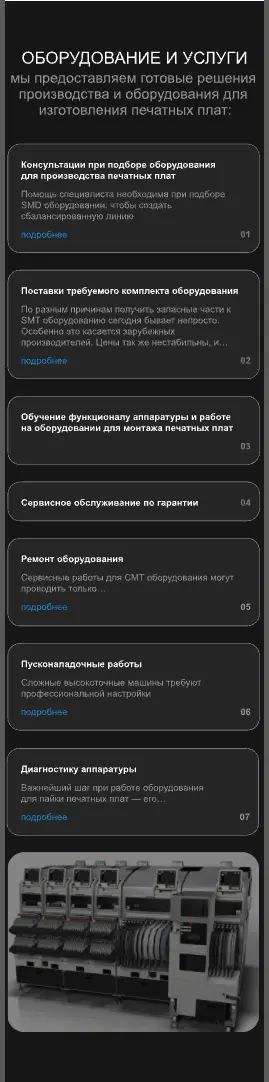 ОБОРУДОВАНИЕ И УСЛУГИ
мы предоставляем готовые решения
производства и оборудования для
изготовления печатных плат:
Консультации при подборе оборудования
для производства печатных плат
Помощь специалиста необходима при подборе
SMD оборудовании, чтобы создать
сбалансированную линию
подробнее 01
Поставки требуемого комплекта оборудования
По разным причинам получить запасные части к
SMT оборудованию сегодня бывает непросто.
Особенно это касается зарубежных
производителей. Цены так же нестабильны, и…
подробнее 02
Обучение функционалу аппаратуры и работе
на оборудовании для монтажа печатных плат
03
Сервисное обслуживание по гарантии 04
Ремонт оборудования
Сервисные работы для СМТ оборудования могут
проводить только…
подробнее 05
Пусконаладочные работы
Сложные высокоточные машины требуют
профессиональной настройки
подробнее 06
Диагностику аппаратуры
Важнейший шаг при работе оборудования
для пайки печатных плат — его…
подробнее 07